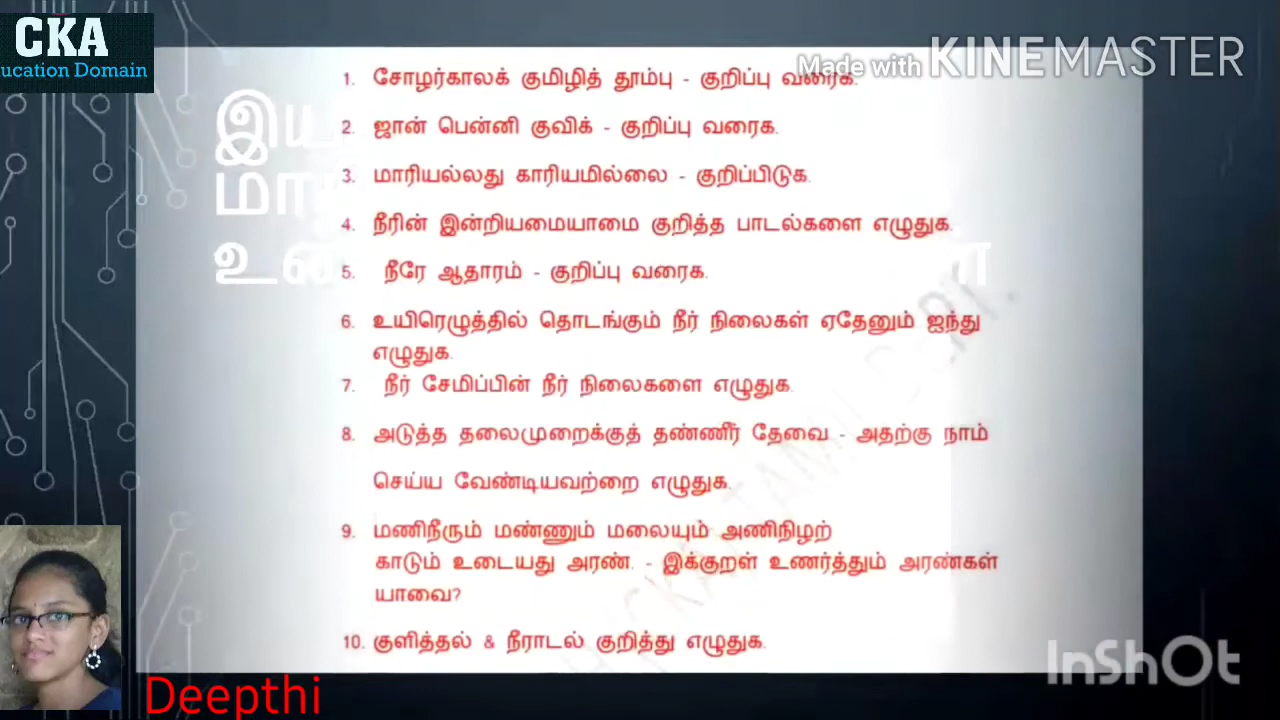 CKA
ucation Domain
Made with KINEMASTER
1. சோழர்காலக் குமிழித் தூம்பு - குறிப்பு வரைக.
2. ஜான் பென்னி குவிக் - குறிப்பு வரைக.
3. மாரியல்லது காரியமில்லை - குறிப்பிடுக.
4. நீரின் இன்றியமையாமை குறித்த பாடல்களை எழுதுக.
5. நீரே ஆதாரம் - குறிப்பு வரைக.
6. உயிரெழுத்தில் தொடங்கும் நீர் நிலைகள் ஏதேனும் ஐந்து
எழுதுக.
7. நீர் சேமிப்பின் நீர் நிலைகளை எழுதுக.
8. அடுத்த தலைமுறைக்குத் தண்ணீர் தேவை - அதற்கு நாம்
செய்ய வேண்டியவற்றை எழுதுக.
9. மணிநீரும் மண்ணும் மலையும் அணிநிழற்
காடும் உடையது அரண். - இக்குறள் உணர்த்தும் அரண்கள்
யாவை?
10. குளித்தல் & நீராடல் குறித்து எழுதுக.
InShOt
Deepthi